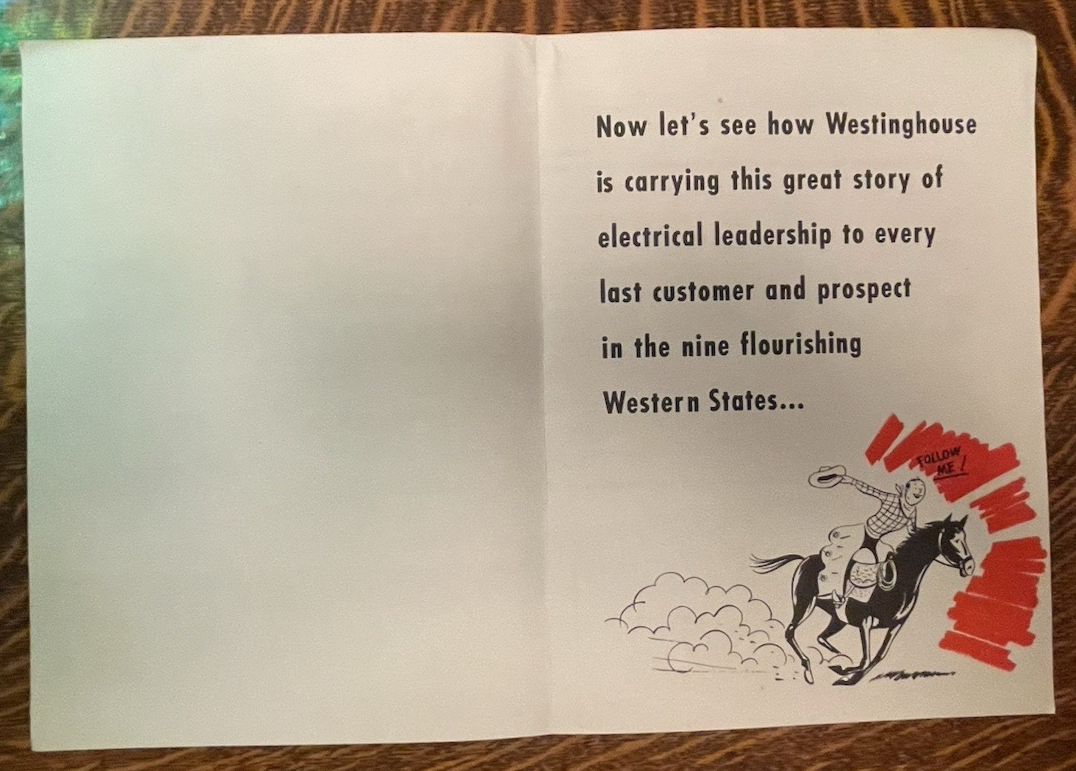 Now let's see how Westinghouse
is carrying this great story of
electrical leadership to every
last customer and prospect
in the nine flourishing
Western States...
FOLLOW
ME!